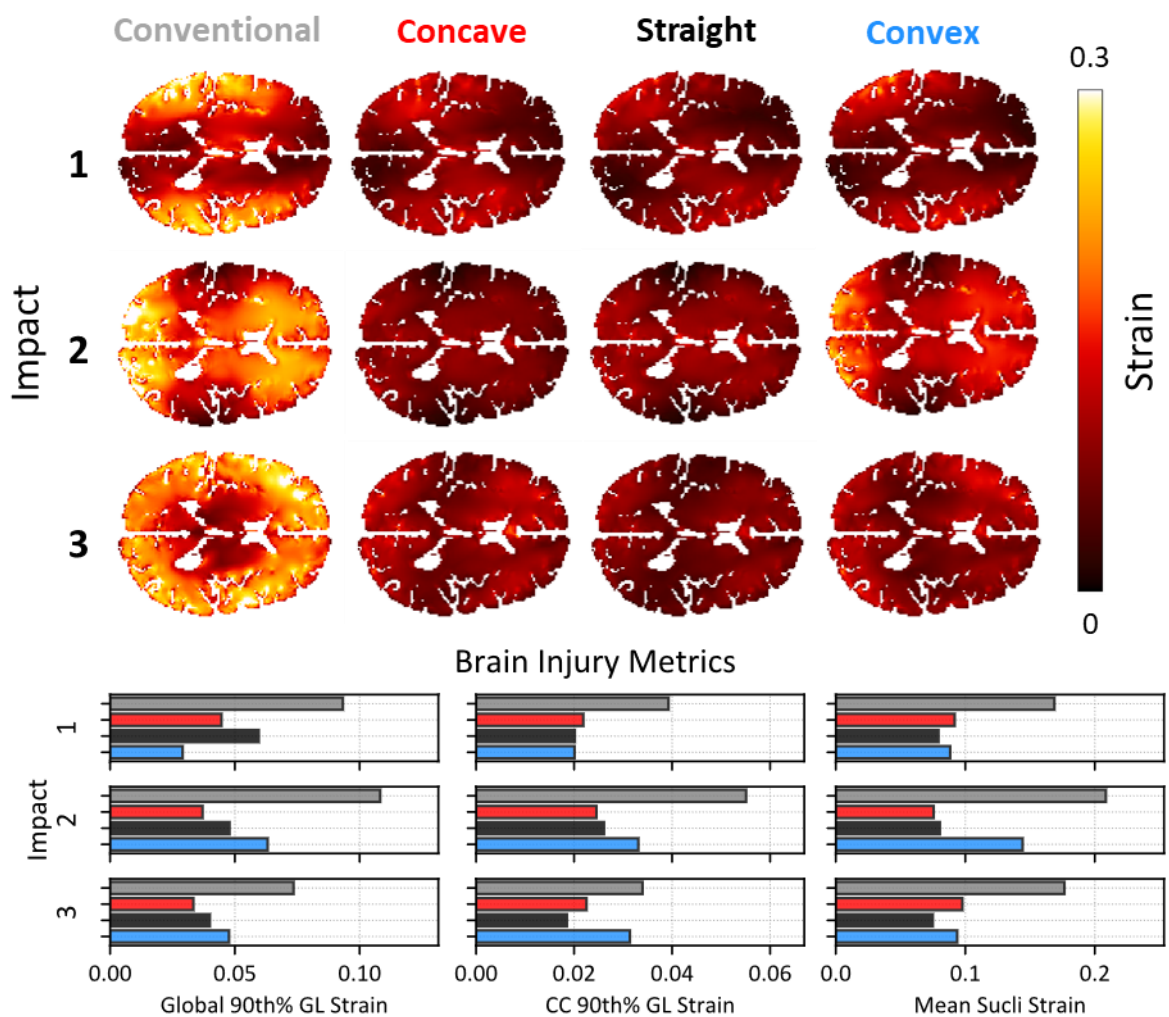 Conventional Concave Straight Convex
0.3
1
Impact
2
3
Strain
0
Brain Injury Metrics
Impact
1
2
3
0.00 0.05 0.10
0.00 0.02 0.04 0.06
0.0 0.1 0.2
Global 90th% GL Strain
CC 90th% GL Strain
Mean Sucli Strain